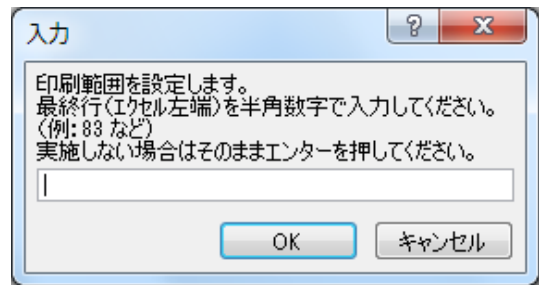 入力
印刷範囲を設定します。
最終行(ｴｸｾﾙ左端)を半角数字で入力してください。
(例：83 など)
実施しない場合はそのままエンターを押してください。
OK
キャンセル